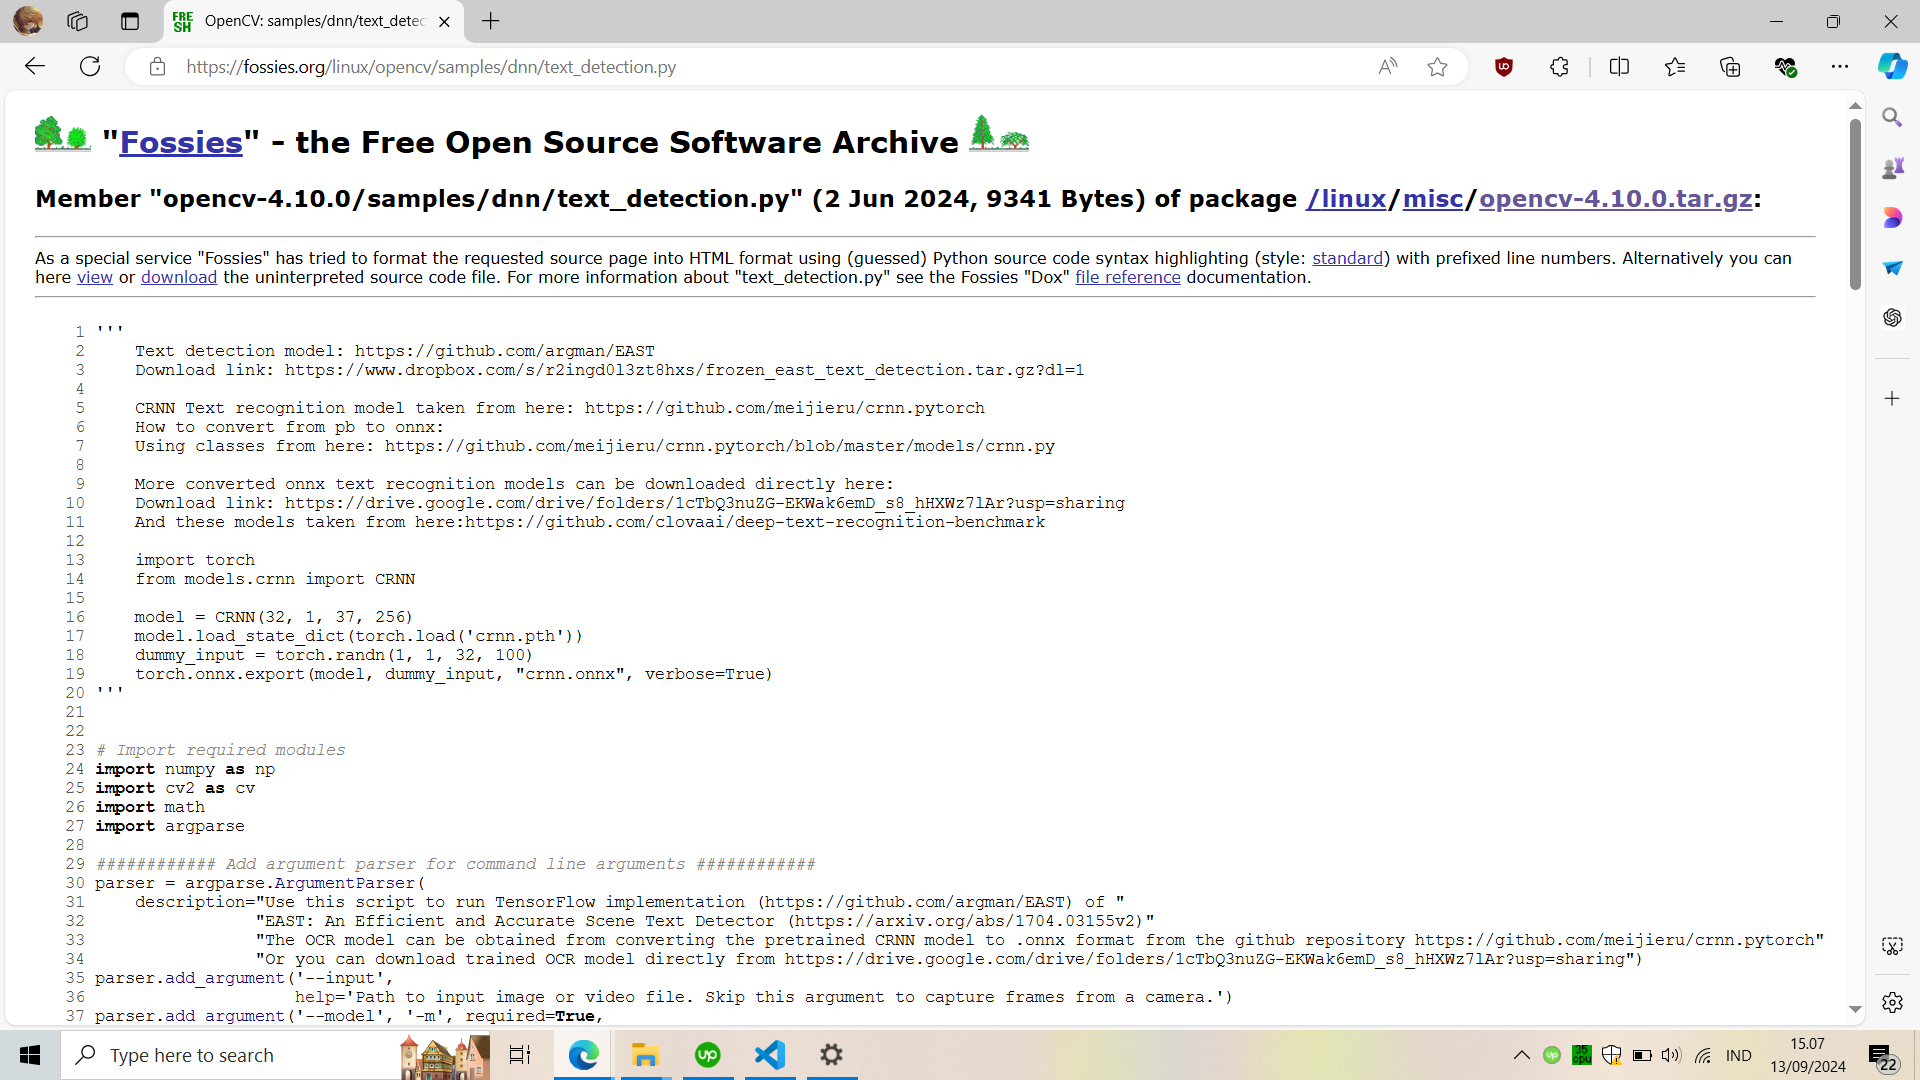 FRE
SH
OpenCV: samples/dnn/text_detec
https://fossies.org/linux/opencv/samples/dnn/text_detection.py
"Fossies" - the Free Open Source Software Archive
Member "opencv-4.10.0/samples/dnn/text_detection.py" (2 Jun 2024, 9341 Bytes) of package /linux/misc/opencv-4.10.0.tar.gz:
As a special service "Fossies" has tried to format the requested source page into HTML format using (guessed) Python source code syntax highlighting (style: standard) with prefixed line numbers. Alternatively you can
here view or download the uninterpreted source code file. For more information about "text_detection.py" see the Fossies "Dox" file reference documentation.
1 '''
2     Text detection model: https://github.com/argman/EAST
3     Download link: https://www.dropbox.com/s/r2ingd0l3zt8hxs/frozen_east_text_detection.tar.gz?dl=1
4
5     CRNN Text recognition model taken from here: https://github.com/meijieru/crnn.pytorch
6     How to convert from pb to onnx:
7     Using classes from here: https://github.com/meijieru/crnn.pytorch/blob/master/models/crnn.py
8
9     More converted onnx text recognition models can be downloaded directly here:
10     Download link: https://drive.google.com/drive/folders/1cTbQ3nuZG-EKWak6emD_s8_hHXWz7lAr?usp=sharing
11     And these models taken from here:https://github.com/clovaai/deep-text-recognition-benchmark
12
13     import torch
14     from models.crnn import CRNN
15
16     model = CRNN(32, 1, 37, 256)
17     model.load_state_dict(torch.load('crnn.pth'))
18     dummy_input = torch.randn(1, 1, 32, 100)
19     torch.onnx.export(model, dummy_input, "crnn.onnx", verbose=True)
20 '''
21
22
23 # Import required modules
24 import numpy as np
25 import cv2 as cv
26 import math
27 import argparse
28
29 ############ Add argument parser for command line arguments ############
30 parser = argparse.ArgumentParser(
31     description="Use this script to run TensorFlow implementation (https://github.com/argman/EAST) of "
32                 "EAST: An Efficient and Accurate Scene Text Detector (https://arxiv.org/abs/1704.03155v2)"
33                 "The OCR model can be obtained from converting the pretrained CRNN model to .onnx format from the github repository https://github.com/meijieru/crnn.pytorch"
34                 "Or you can download trained OCR model directly from https://drive.google.com/drive/folders/1cTbQ3nuZG-EKWak6emD_s8_hHXWz7lAr?usp=sharing")
35 parser.add_argument('--input',
36                     help='Path to input image or video file. Skip this argument to capture frames from a camera.')
37 parser.add_argument('--model', '-m', required=True,
Type here to search
up
up
35
cpu
IND
15.07
13/09/2024
22